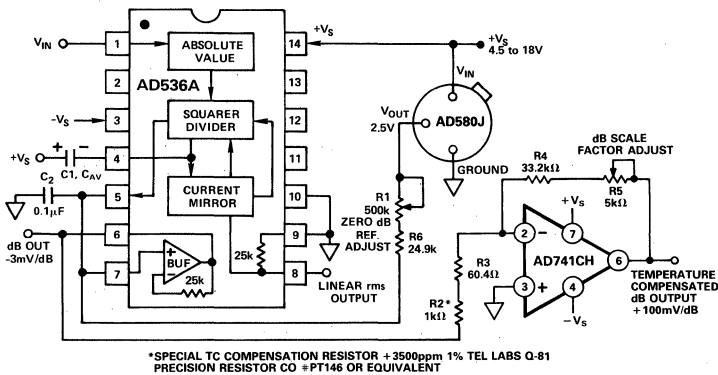 V_IN
1
ABSOLUTE
VALUE
14
+V_S
+V_S
4.5 to 18V
2
AD536A
13
V_IN
−V_S
3
SQUARER
DIVIDER
12
V_OUT
2.5V
AD580J
+ −
+V_S
C1, C_AV
4
11
GROUND
R4
33.2kΩ
dB SCALE
FACTOR ADJUST
C_2
0.1μF
5
CURRENT
MIRROR
10
R1
500k
ZERO dB
REF.
ADJUST
R5
5kΩ
+V_S
dB OUT
−3mV/dB
6
25k
9
R6
24.9k
2
−
7
AD741CH
6
7
+
BUF
−
25k
8
LINEAR rms
OUTPUT
R3
60.4Ω
3
+
4
TEMPERATURE
COMPENSATED
dB OUTPUT
+100mV/dB
R2*
1kΩ
−V_S
*SPECIAL TC COMPENSATION RESISTOR +3500ppm 1% TEL LABS Q-81
PRECISION RESISTOR CO #PT146 OR EQUIVALENT